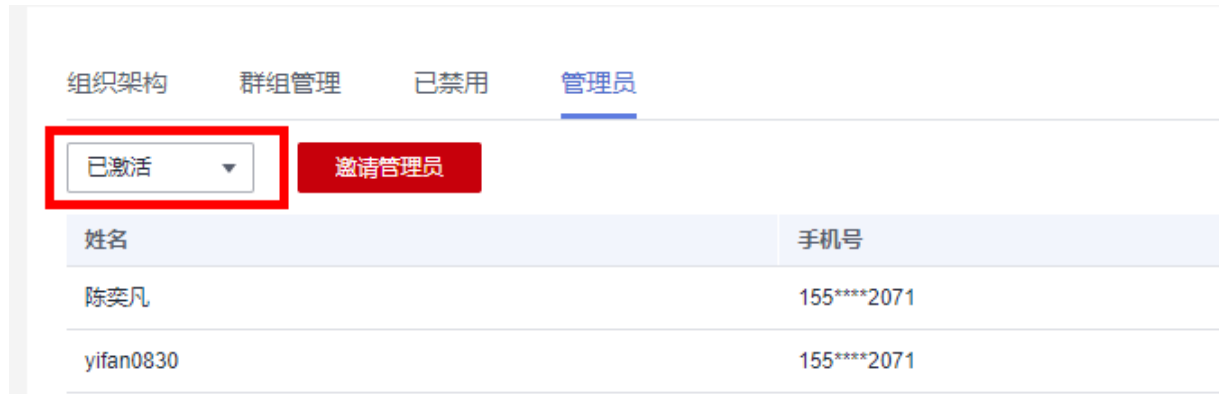 组织架构 群组管理 已禁用 管理员
已激活 邀请管理员
姓名 手机号
陈奕凡 155****2071
yifan0830 155****2071